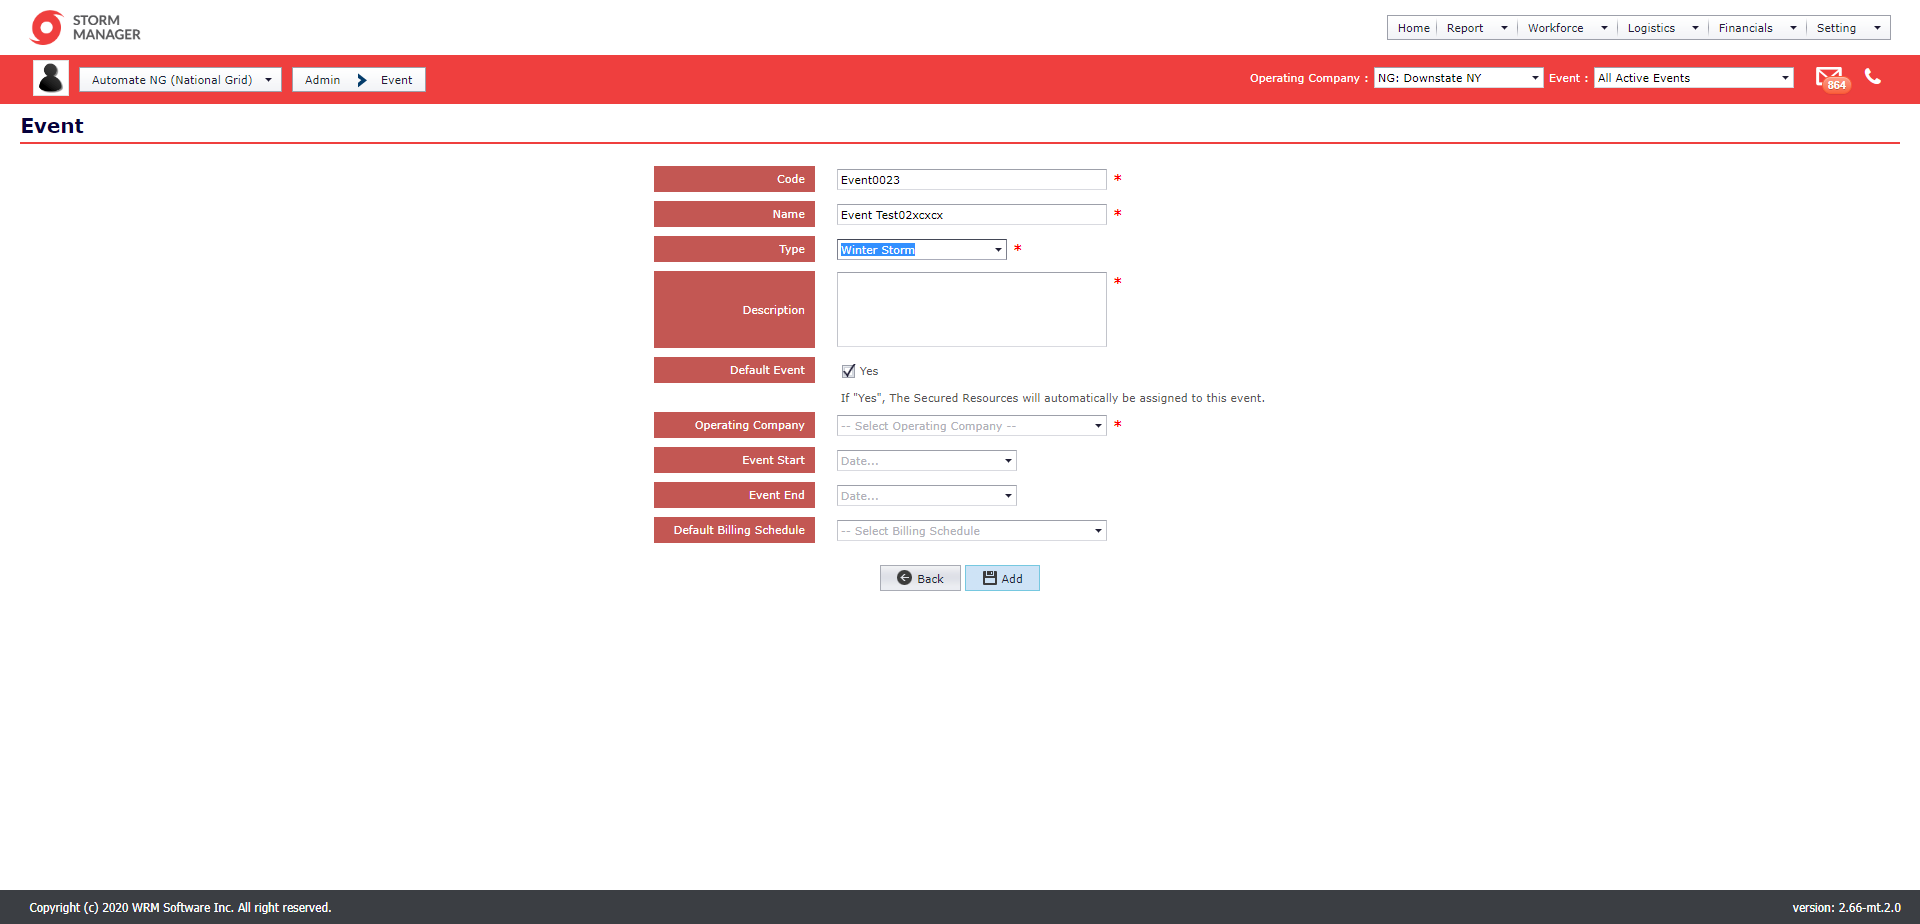 STORM
MANAGER
Home Report Workforce Logistics Financials Setting
Automate NG (National Grid) Admin Event Operating Company : NG: Downstate NY Event : All Active Events 864
Event
Code Event0023 *
Name Event Test02xcxcx *
Type Winter Storm *
Description *
Default Event Yes
If "Yes", The Secured Resources will automatically be assigned to this event.
Operating Company -- Select Operating Company -- *
Event Start Date...
Event End Date...
Default Billing Schedule -- Select Billing Schedule
Back Add
Copyright (c) 2020 WRM Software Inc. All right reserved. version: 2.66-mt.2.0